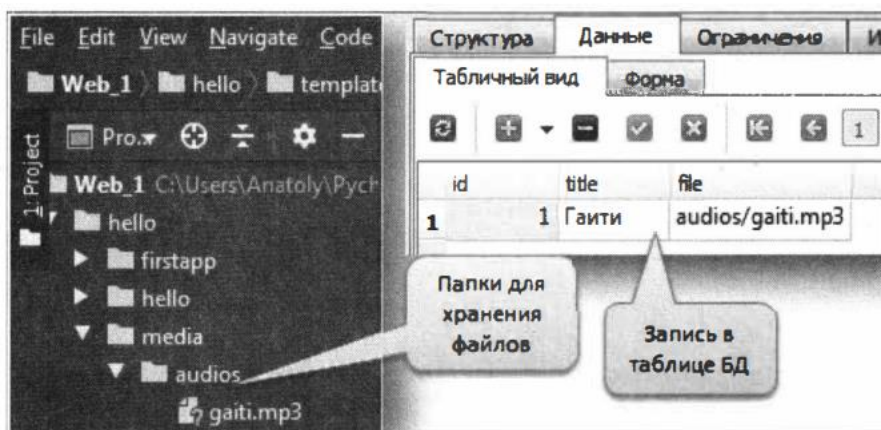 File Edit View Navigate Code
Web_1 hello
Pro...
1: Project
Web_1 C:\Users\Anatoly\Pych
hello
firstapp
hello
media
audios
gaiti.mp3
Структура Данные Ограничения И
Табличный вид Форма
1
id title file
1 1 Гаити audios/gaiti.mp3
Папки для
хранения
файлов
Запись в
таблице БД